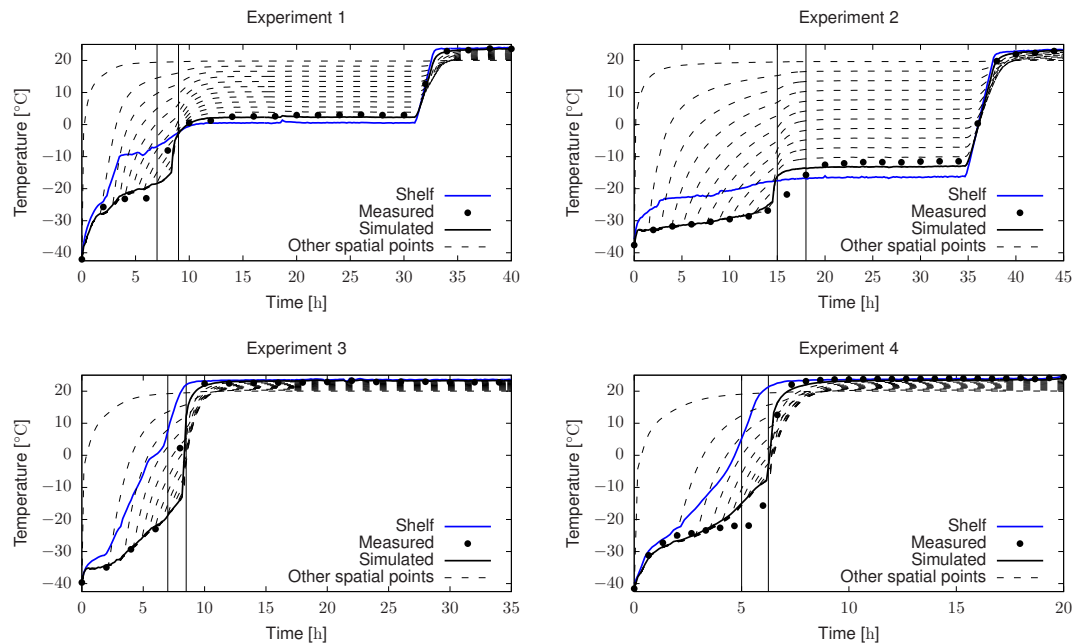 Experiment 1
Temperature [°C]
20
10
0
−10
−20
−30
−40
Shelf
Measured
Simulated
Other spatial points
0 5 10 15 20 25 30 35 40
Time [h]
Experiment 2
Temperature [°C]
20
10
0
−10
−20
−30
−40
Shelf
Measured
Simulated
Other spatial points
0 5 10 15 20 25 30 35 40 45
Time [h]
Experiment 3
Temperature [°C]
20
10
0
−10
−20
−30
−40
Shelf
Measured
Simulated
Other spatial points
0 5 10 15 20 25 30 35
Time [h]
Experiment 4
Temperature [°C]
20
10
0
−10
−20
−30
−40
Shelf
Measured
Simulated
Other spatial points
0 5 10 15 20
Time [h]